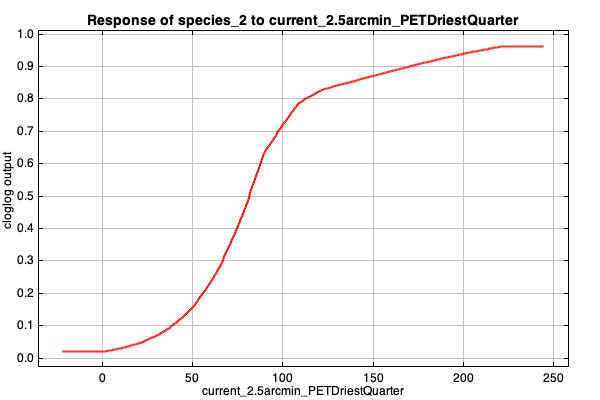 Response of species_2 to current_2.5arcmin_PETDriestQuarter
1.0
0.9
0.8
0.7
0.6
0.5
0.4
0.3
0.2
0.1
0.0
cloglog output
0 50 100 150 200 250
current_2.5arcmin_PETDriestQuarter